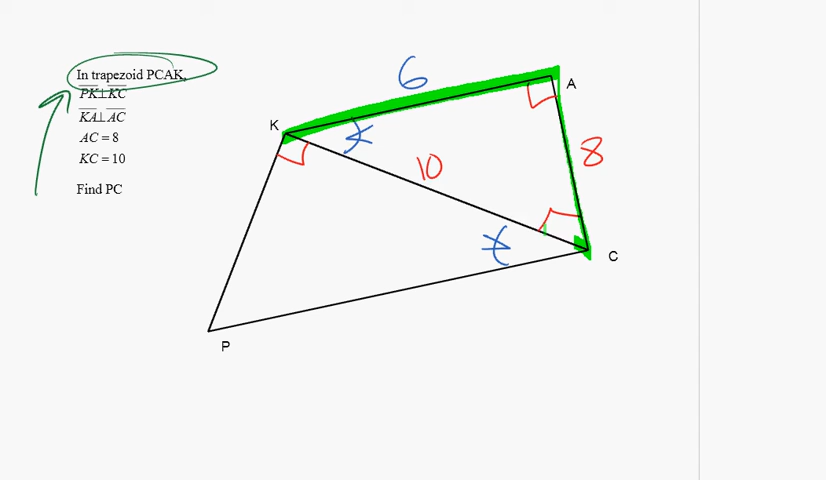 In trapezoid PCAK,
PK⊥KC
KA⊥AC
AC = 8
KC = 10
Find PC
6
A
K
10
8
C
P